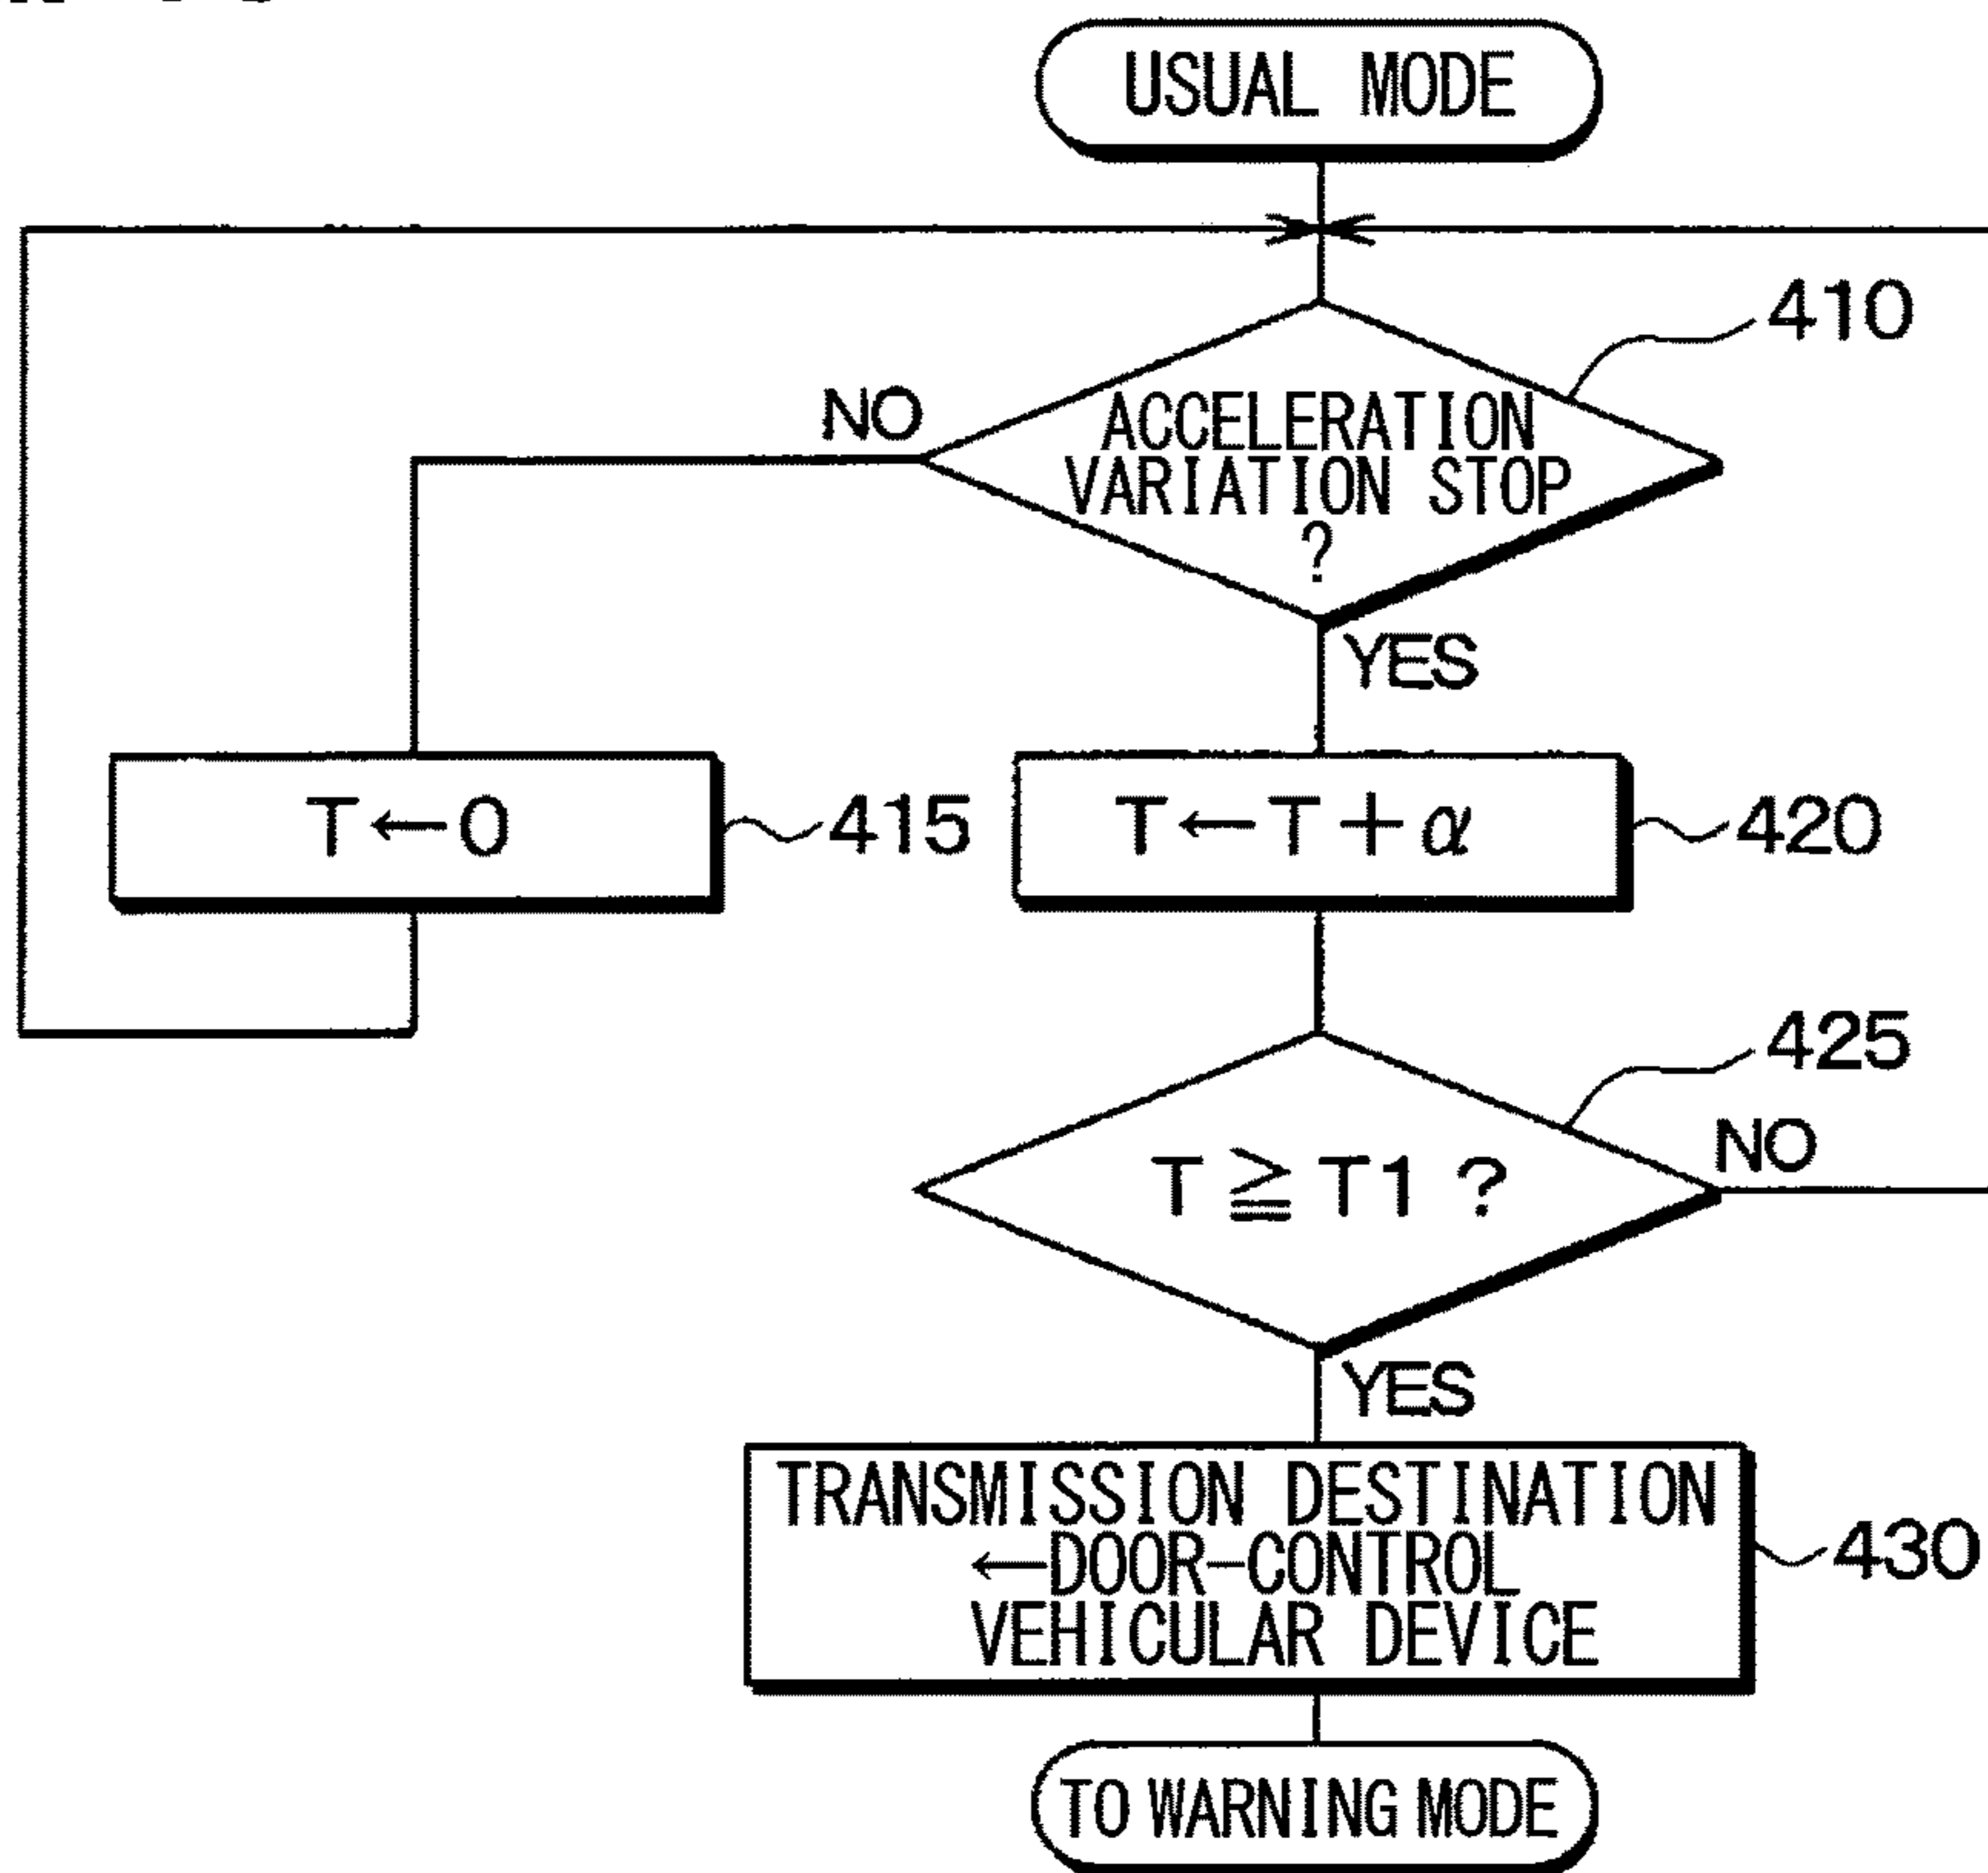 USUAL MODE
410
NO
ACCELERATION
VARIATION STOP
?
YES
T←0
415
T←T+α
420
425
T≧T1?
NO
YES
TRANSMISSION DESTINATION
←DOOR-CONTROL
VEHICULAR DEVICE
430
TO WARNING MODE